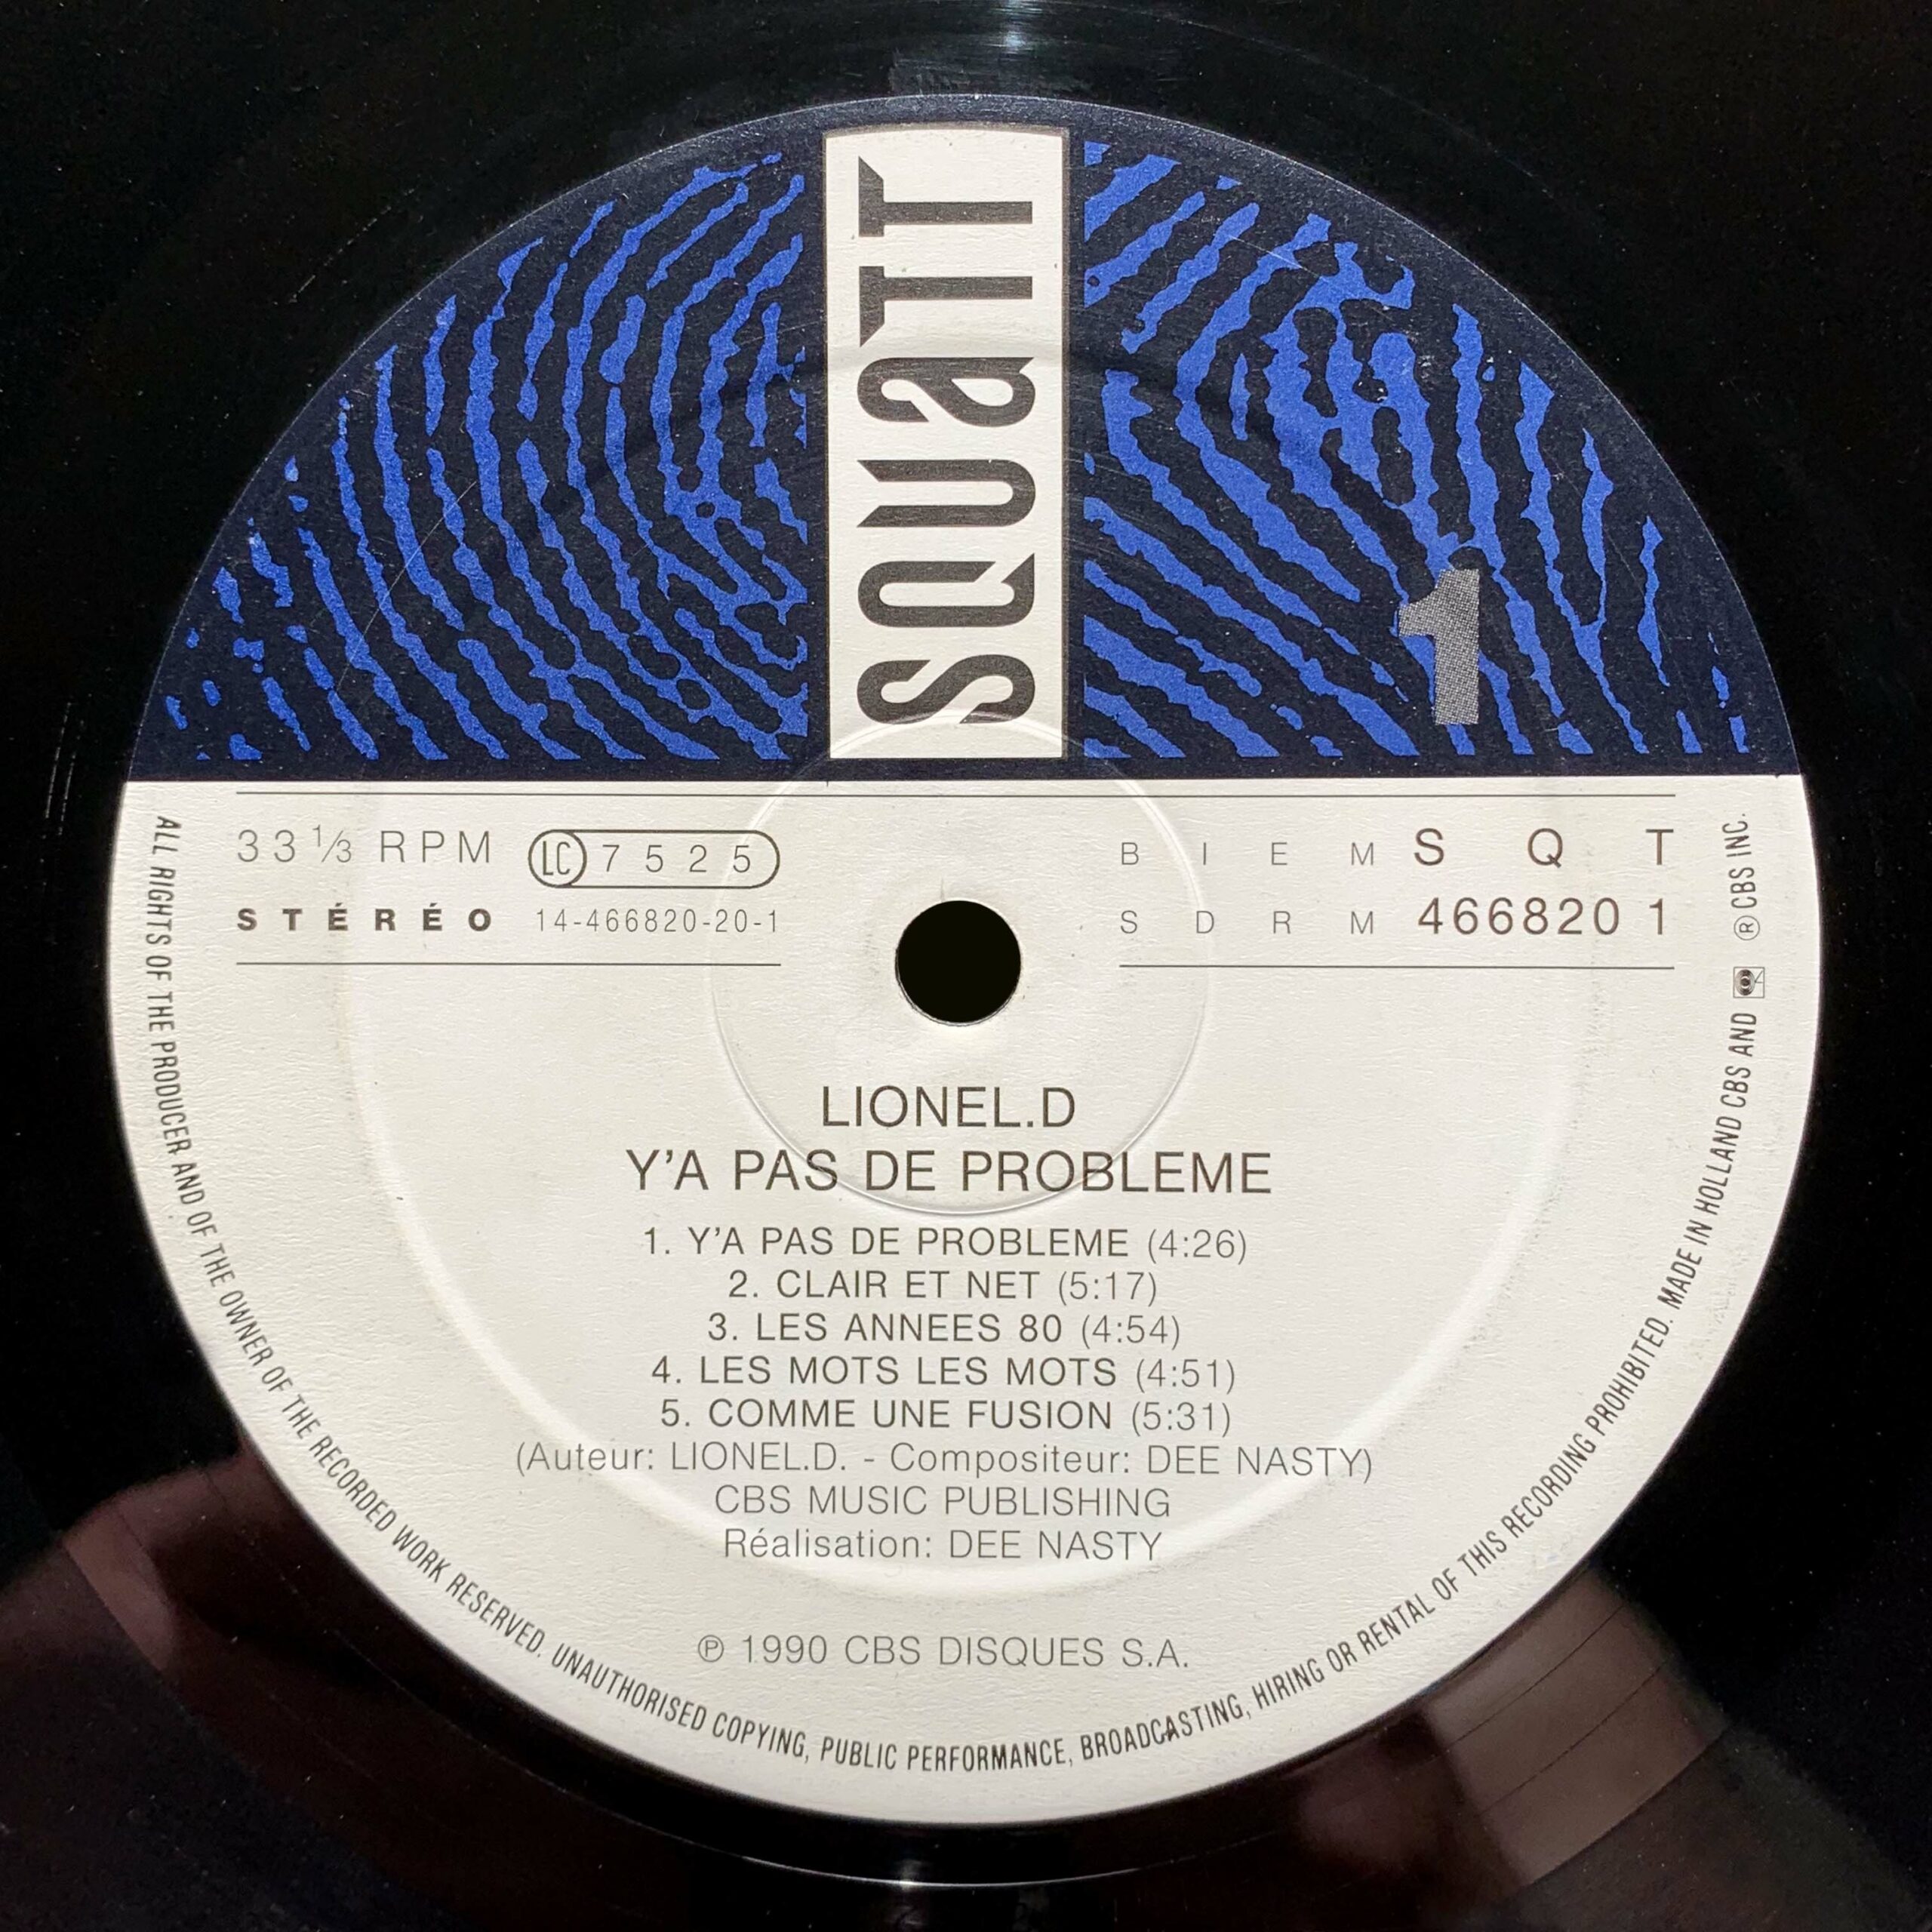 SQUATT
1
33 ⅓ RPM LC 7525
STÉRÉO 14-466820-20-1
BIEM SQT
SDRM 466820 1
LIONEL.D
Y'A PAS DE PROBLEME
1. Y'A PAS DE PROBLEME (4:26)
2. CLAIR ET NET (5:17)
3. LES ANNEES 80 (4:54)
4. LES MOTS LES MOTS (4:51)
5. COMME UNE FUSION (5:31)
(Auteur: LIONEL.D. - Compositeur: DEE NASTY)
CBS MUSIC PUBLISHING
Réalisation: DEE NASTY
℗ 1990 CBS DISQUES S.A.
ALL RIGHTS OF THE PRODUCER AND OF THE OWNER OF THE RECORDED WORK RESERVED. UNAUTHORISED COPYING, PUBLIC PERFORMANCE, BROADCASTING, HIRING OR RENTAL OF THIS RECORDING PROHIBITED. MADE IN HOLLAND CBS AND ® CBS INC.